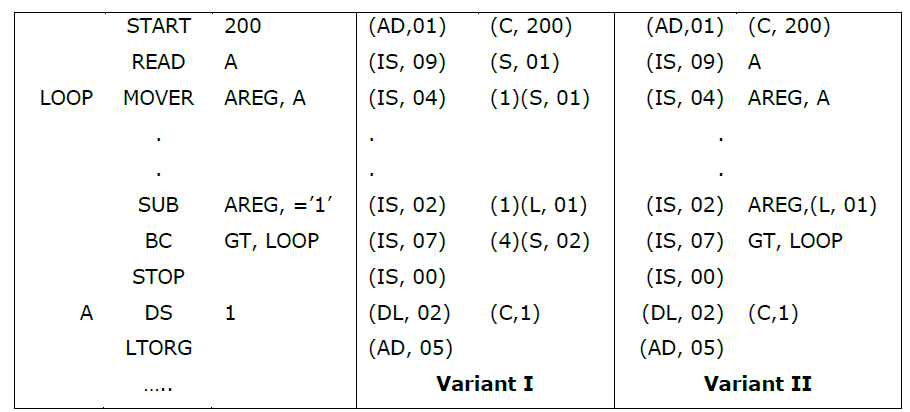 START 200 (AD,01) (C, 200) (AD,01) (C, 200)
READ A (IS, 09) (S, 01) (IS, 09) A
LOOP MOVER AREG, A (IS, 04) (1)(S, 01) (IS, 04) AREG, A
. . .
. . .
SUB AREG, =’1’ (IS, 02) (1)(L, 01) (IS, 02) AREG,(L, 01)
BC GT, LOOP (IS, 07) (4)(S, 02) (IS, 07) GT, LOOP
STOP (IS, 00) (IS, 00)
A DS 1 (DL, 02) (C,1) (DL, 02) (C,1)
LTORG (AD, 05) (AD, 05)
….. Variant I Variant II